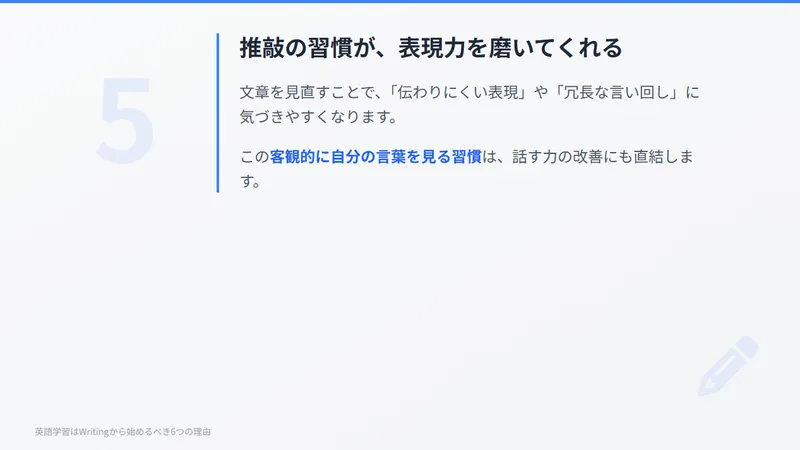 5
推敲の習慣が、表現力を磨いてくれる
文章を見直すことで、「伝わりにくい表現」や「冗長な言い回し」に
気づきやすくなります。
この客観的に自分の言葉を見る習慣は、話す力の改善にも直結しま
す。
英語学習はWritingから始めるべき6つの理由